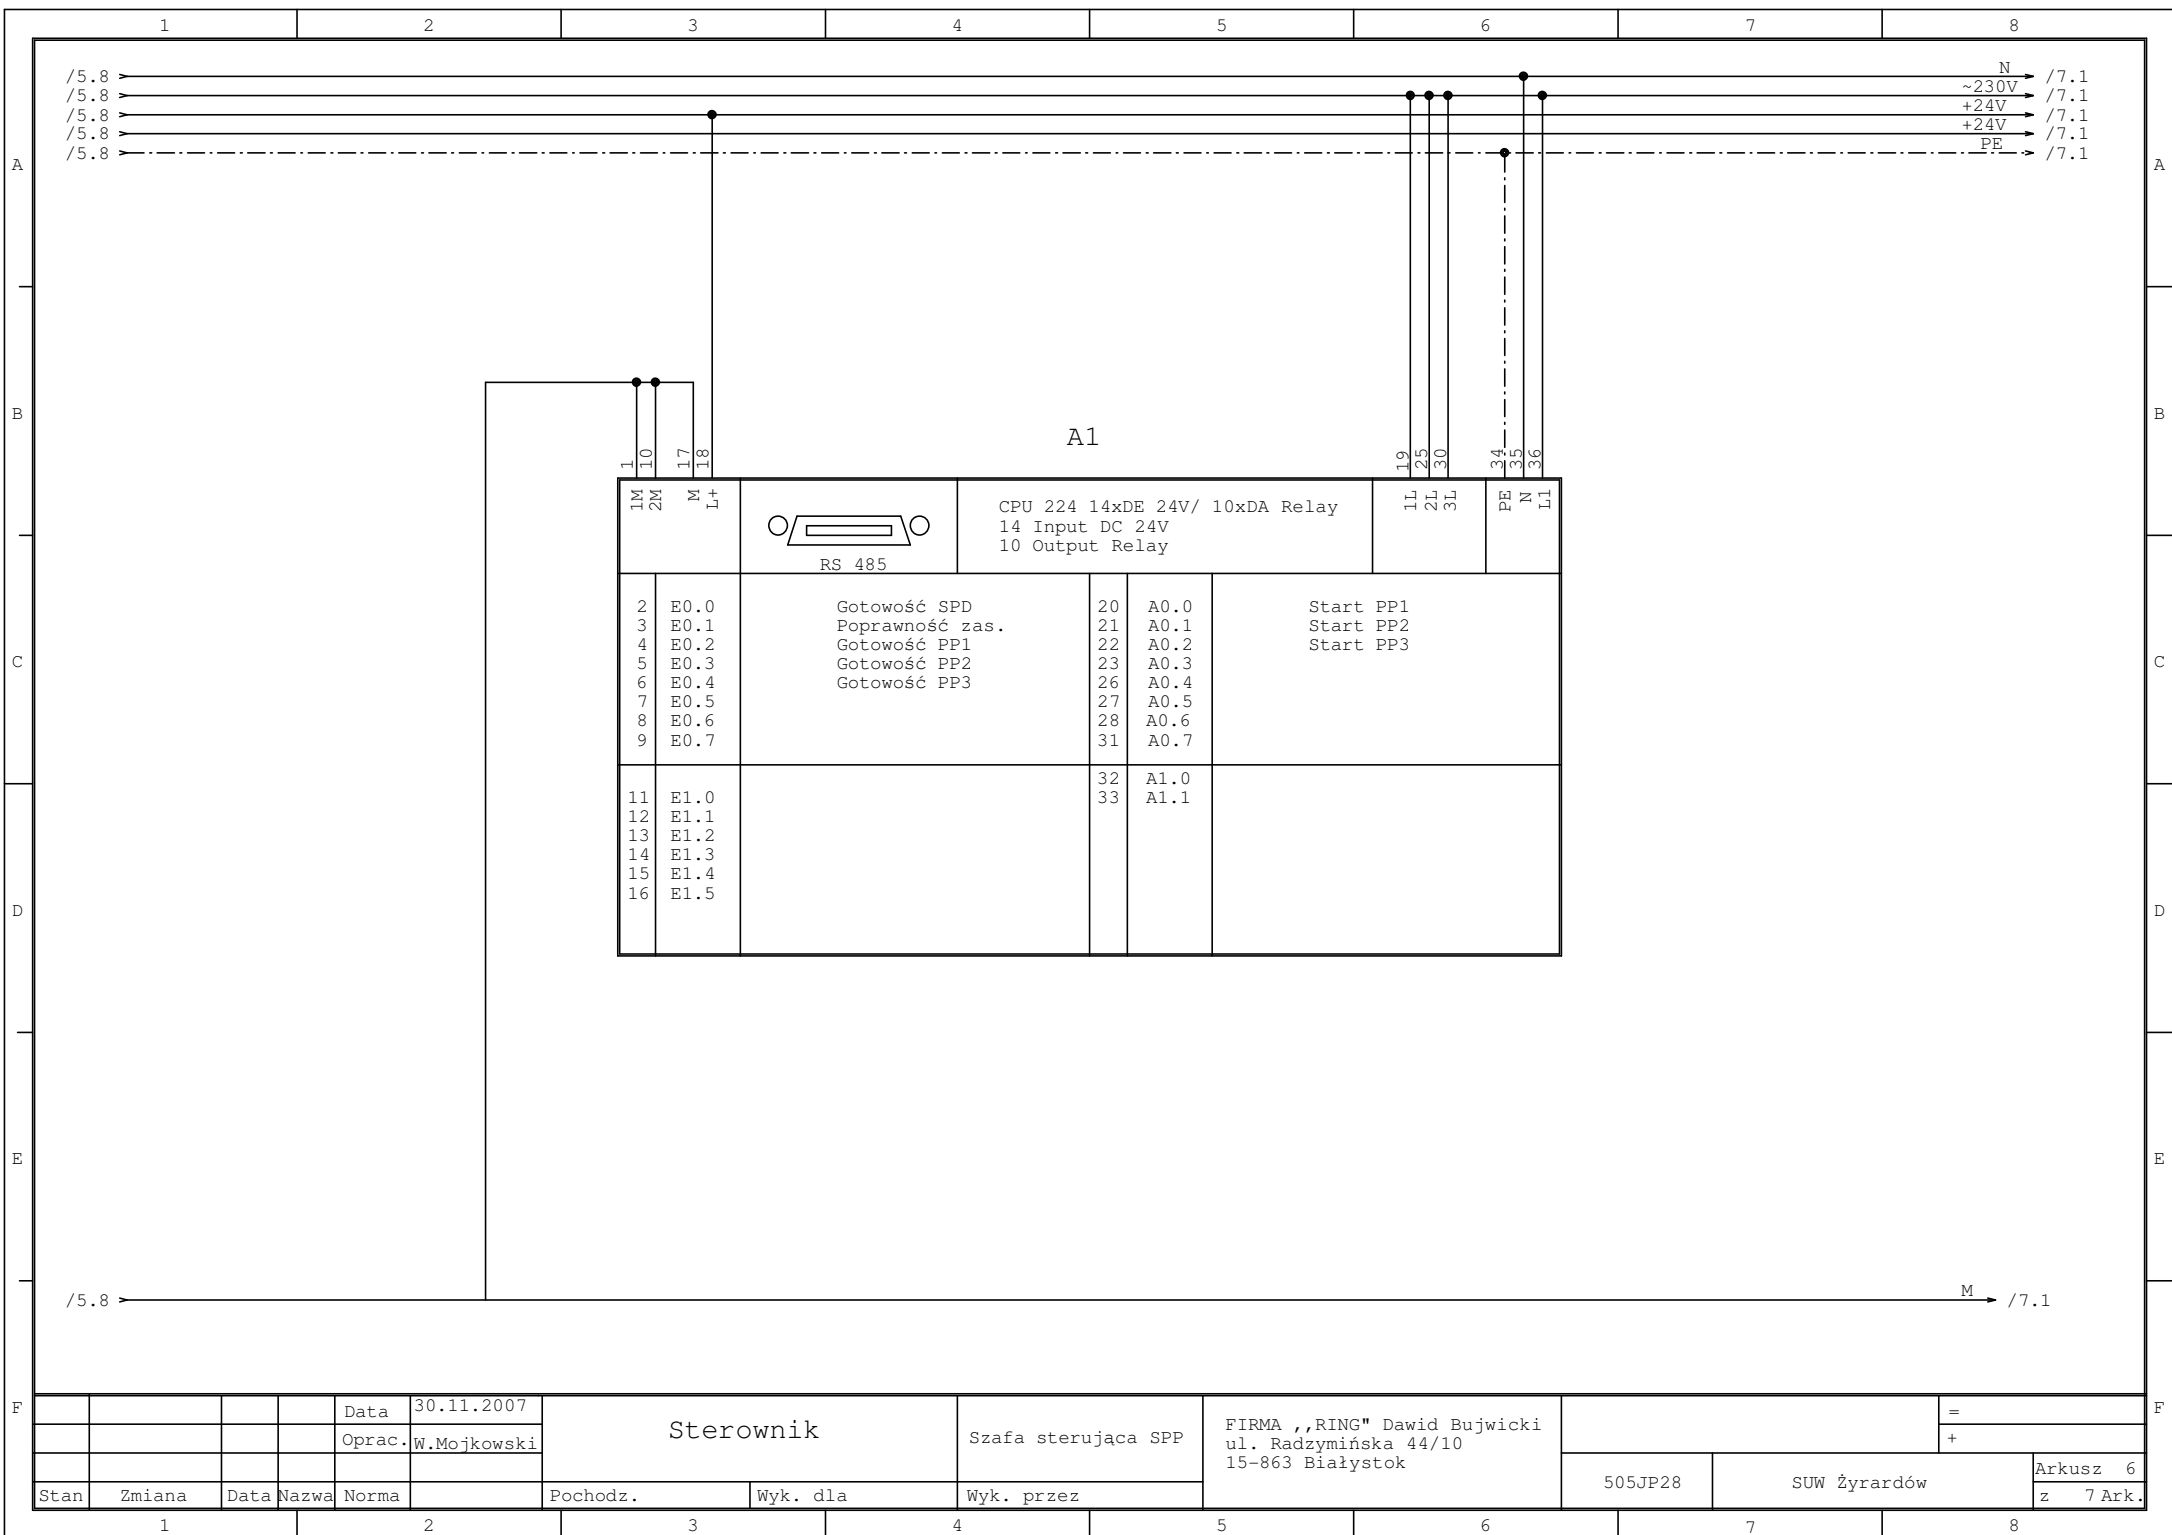 1 2 3 4 5 6 7 8
/5.8 N /7.1
/5.8 ~230V /7.1
/5.8 +24V /7.1
/5.8 +24V /7.1
/5.8 PE /7.1
A A
B B
A1
1 10 17 18 19 25 30 34 35 36
1M 2M M L+ 1L 2L 3L PE N L1
CPU 224 14xDE 24V/ 10xDA Relay
14 Input DC 24V
10 Output Relay
RS 485
2 E0.0 Gotowość SPD 20 A0.0 Start PP1
3 E0.1 Poprawność zas. 21 A0.1 Start PP2
4 E0.2 Gotowość PP1 22 A0.2 Start PP3
5 E0.3 Gotowość PP2 23 A0.3
C C
6 E0.4 Gotowość PP3 26 A0.4
7 E0.5 27 A0.5
8 E0.6 28 A0.6
9 E0.7 31 A0.7
32 A1.0
11 E1.0 33 A1.1
12 E1.1
13 E1.2
14 E1.3
15 E1.4
16 E1.5
D D
E E
/5.8 M /7.1
F F
Data 30.11.2007
Oprac. W.Mojkowski
Stan Zmiana Data Nazwa Norma
Sterownik
Pochodz. Wyk. dla
Szafa sterująca SPP
Wyk. przez
FIRMA ,,RING" Dawid Bujwicki
ul. Radzymińska 44/10
15-863 Białystok
=
+
505JP28 SUW Żyrardów
Arkusz 6
z 7 Ark.
1 2 3 4 5 6 7 8